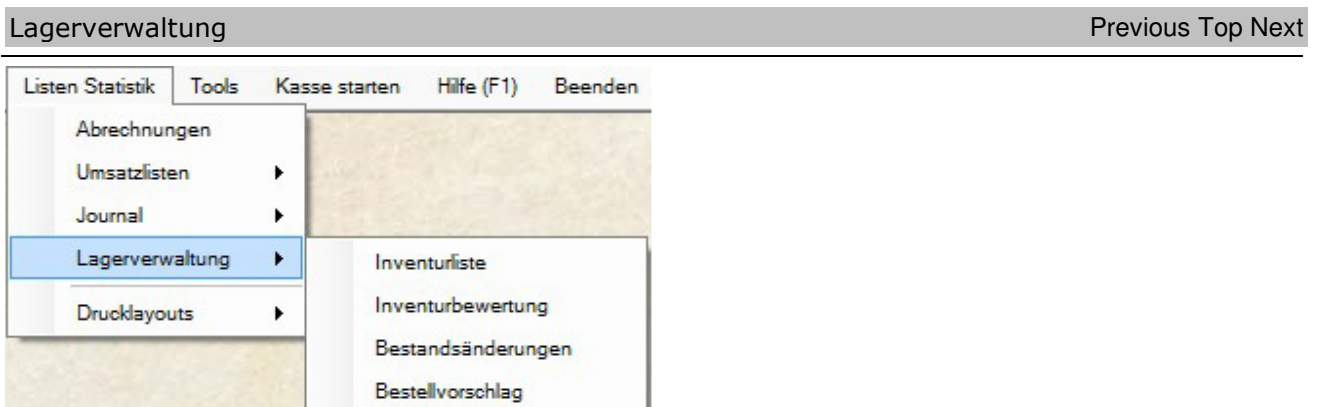 Lagerverwaltung Previous Top Next
Listen Statistik Tools Kasse starten Hilfe (F1) Beenden
Abrechnungen
Umsatzlisten
Journal
Lagerverwaltung
Drucklayouts
Inventurliste
Inventurbewertung
Bestandsänderungen
Bestellvorschlag